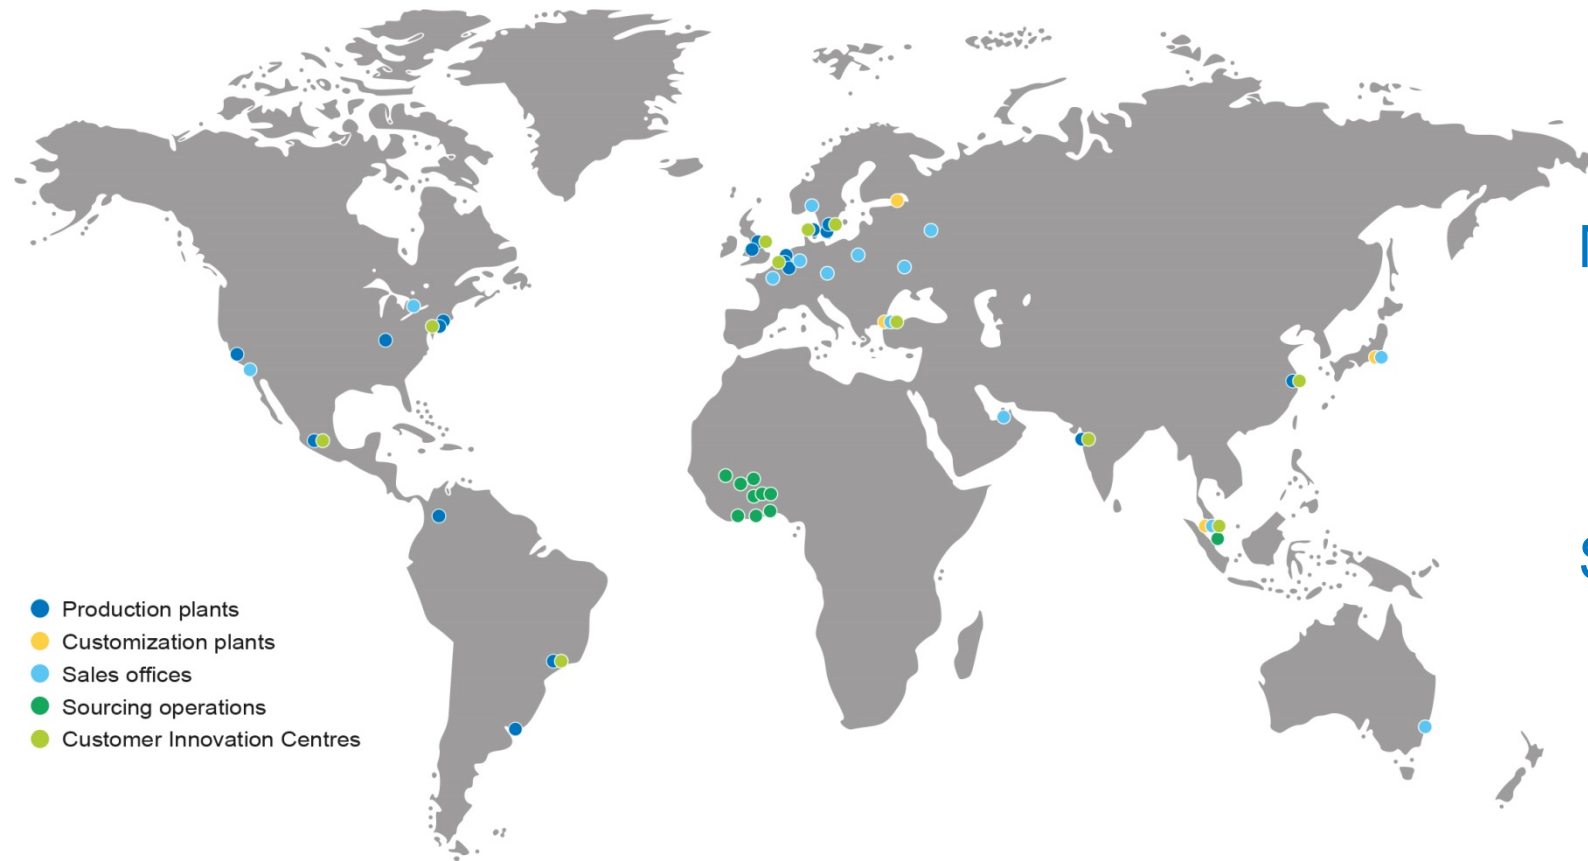 Production plants
Customization plants
Sales offices
Sourcing operations
Customer Innovation Centres